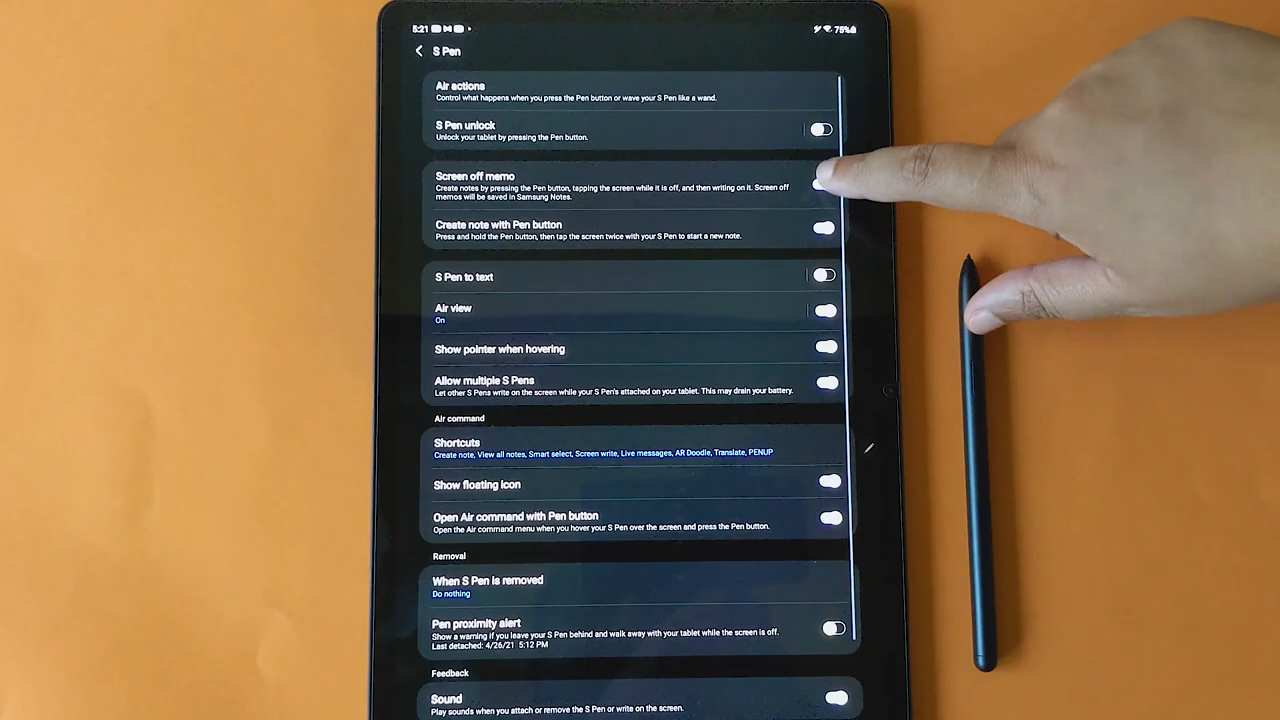 5:21
75%
S Pen
Air actions
Control what happens when you press the Pen button or wave your S Pen like a wand.
S Pen unlock
Unlock your tablet by pressing the Pen button.
Screen off memo
Create notes by pressing the Pen button, tapping the screen while it is off, and then writing on it. Screen off
memos will be saved in Samsung Notes.
Create note with Pen button
Press and hold the Pen button, then tap the screen twice with your S Pen to start a new note.
S Pen to text
Air view
On
Show pointer when hovering
Allow multiple S Pens
Let other S Pens write on the screen while your S Pen's attached on your tablet. This may drain your battery.
Air command
Shortcuts
Create note, View all notes, Smart select, Screen write, Live messages, AR Doodle, Translate, PENUP
Show floating icon
Open Air command with Pen button
Open the Air command menu when you hover your S Pen over the screen and press the Pen button.
Removal
When S Pen is removed
Do nothing
Pen proximity alert
Show a warning if you leave your S Pen behind and walk away with your tablet while the screen is off.
Last detached: 4/26/21 5:12 PM
Feedback
Sound
Play sounds when you attach or remove the S Pen or write on the screen.